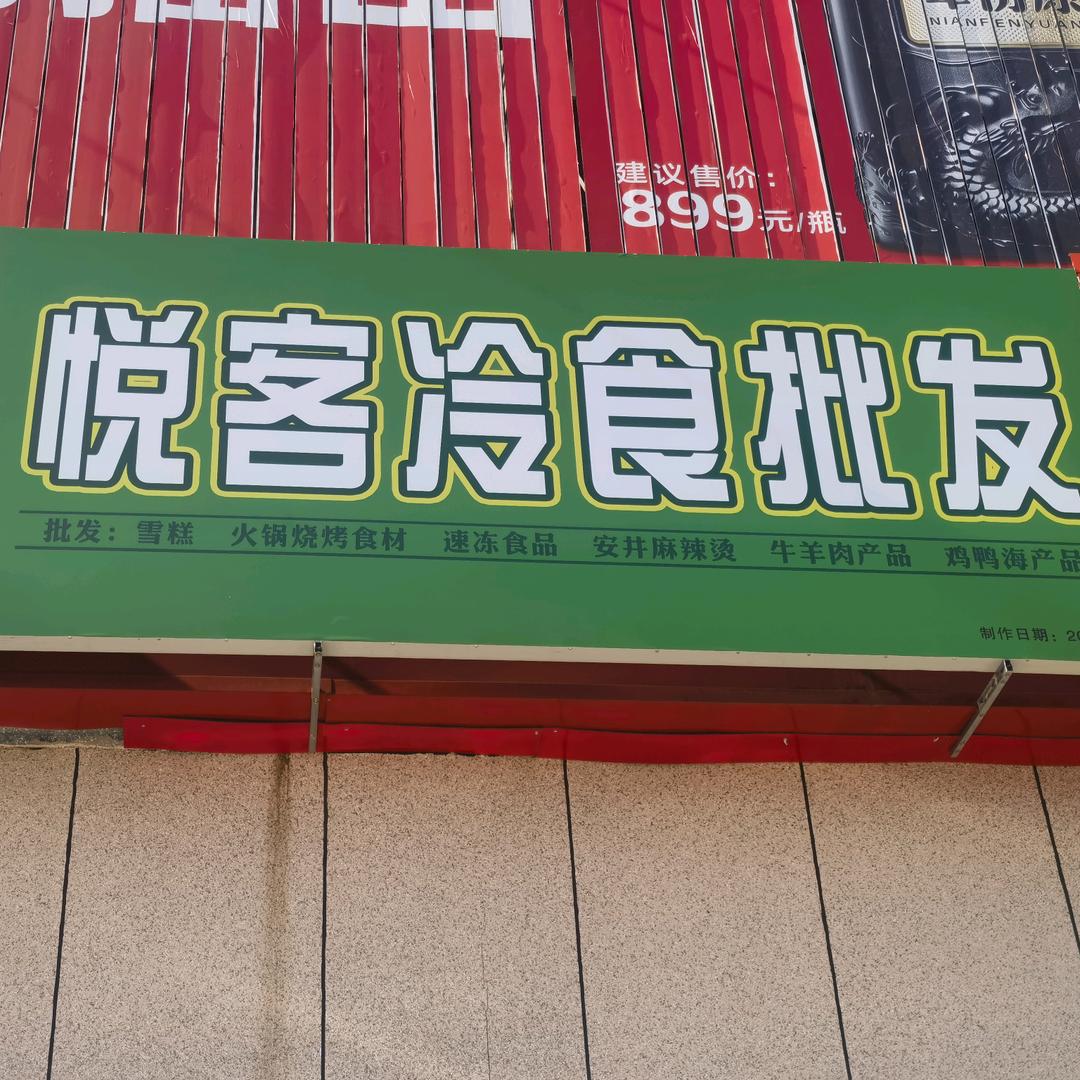 NIANFENYUAN
建议售价：
899元/瓶
悦客冷食批发
批发：雪糕 火锅烧烤食材 速冻食品 安井麻辣烫 牛羊肉产品 鸡鸭海产品
制作日期：20